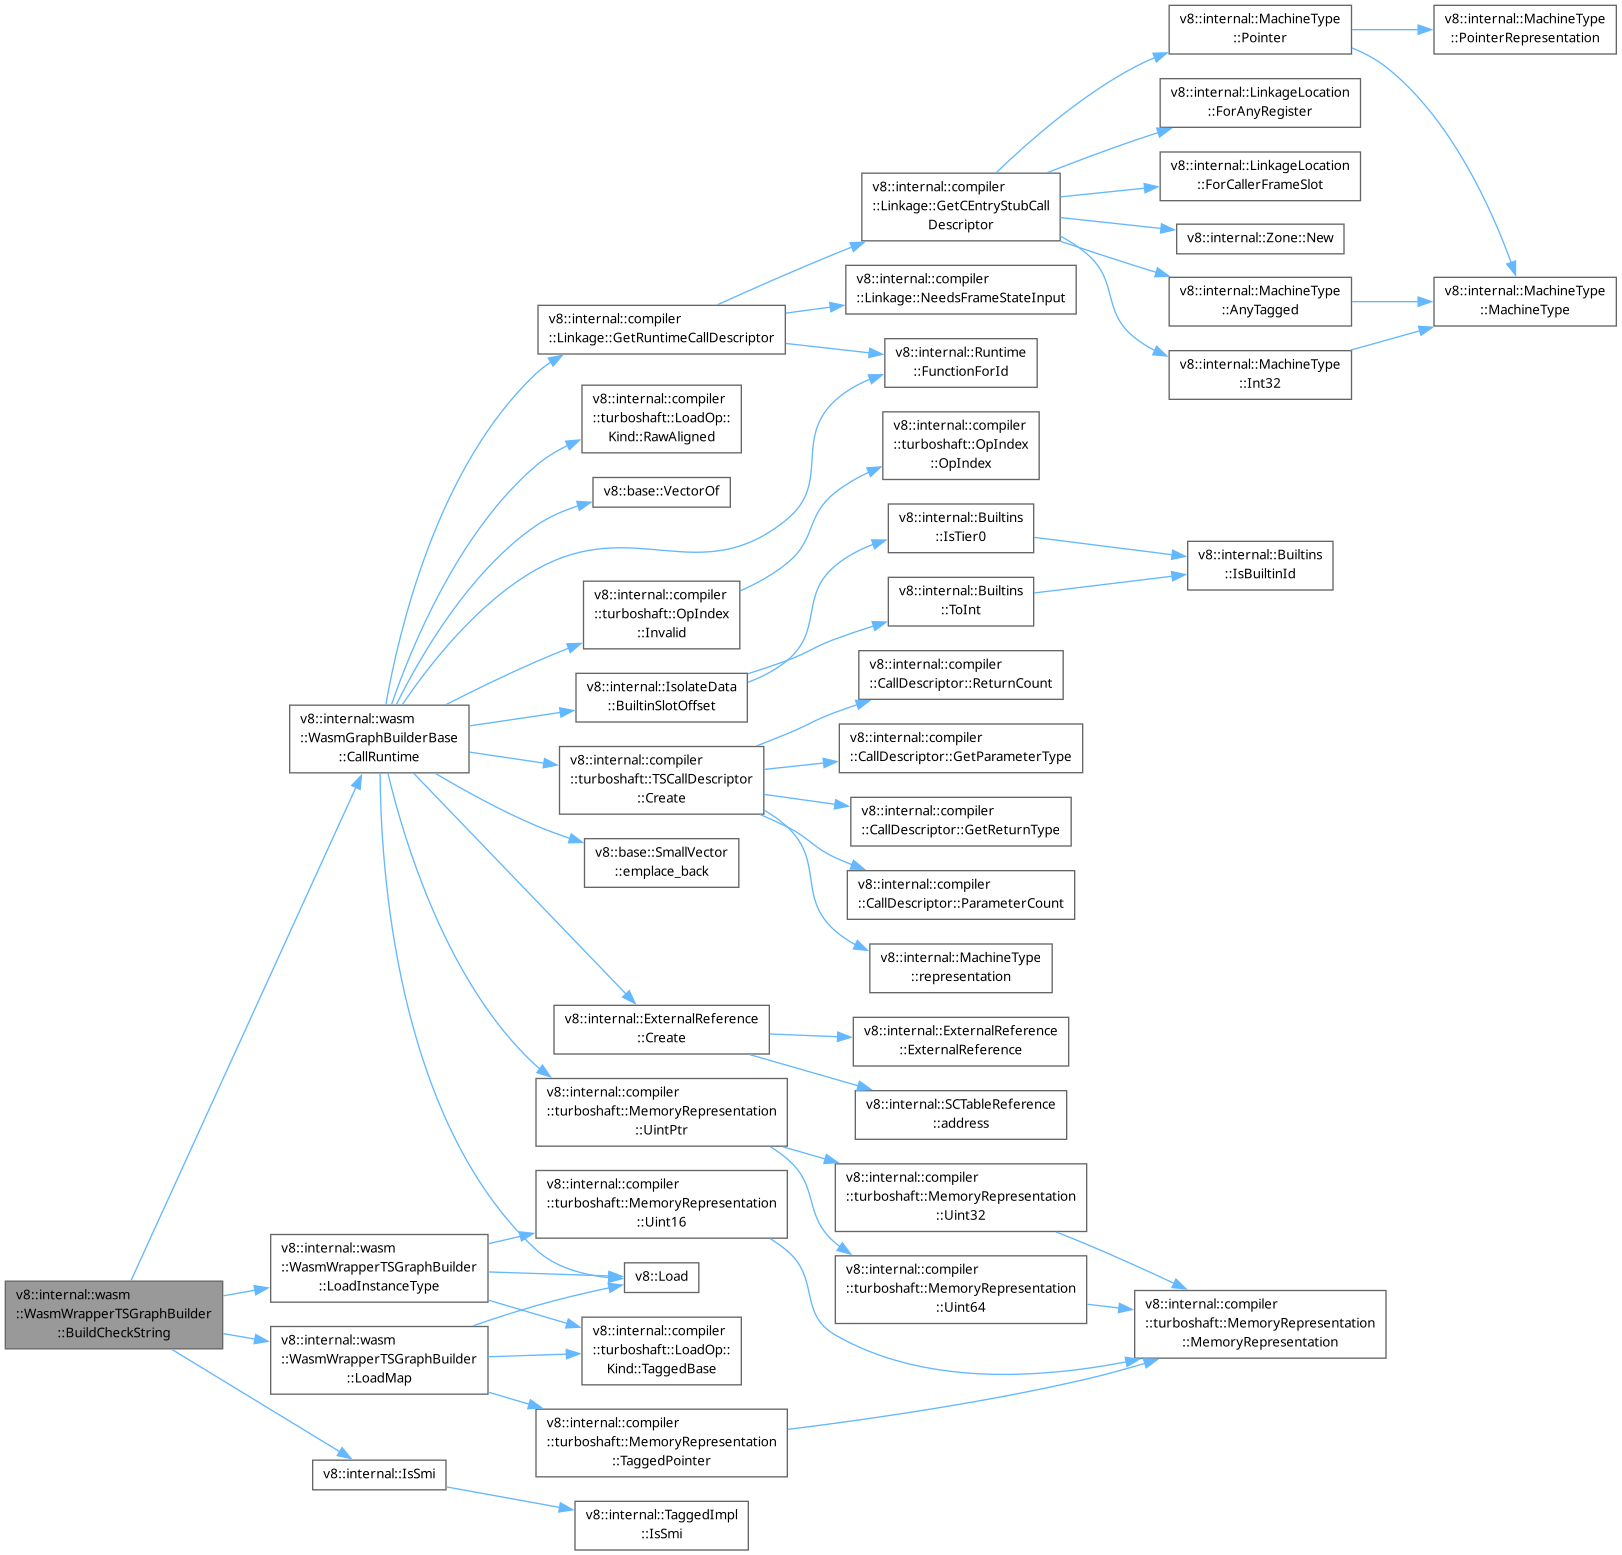 v8::internal::MachineType
::Pointer
v8::internal::MachineType
::PointerRepresentation
v8::internal::LinkageLocation
::ForAnyRegister
v8::internal::LinkageLocation
::ForCallerFrameSlot
v8::internal::compiler
::Linkage::GetCEntryStubCall
Descriptor
v8::internal::Zone::New
v8::internal::compiler
::Linkage::NeedsFrameStateInput
v8::internal::MachineType
::AnyTagged
v8::internal::MachineType
::MachineType
v8::internal::compiler
::Linkage::GetRuntimeCallDescriptor
v8::internal::Runtime
::FunctionForId
v8::internal::MachineType
::Int32
v8::internal::compiler
::turboshaft::LoadOp::
Kind::RawAligned
v8::internal::compiler
::turboshaft::OpIndex
::OpIndex
v8::base::VectorOf
v8::internal::Builtins
::IsTier0
v8::internal::Builtins
::IsBuiltinId
v8::internal::compiler
::turboshaft::OpIndex
::Invalid
v8::internal::Builtins
::ToInt
v8::internal::IsolateData
::BuiltinSlotOffset
v8::internal::compiler
::CallDescriptor::ReturnCount
v8::internal::wasm
::WasmGraphBuilderBase
::CallRuntime
v8::internal::compiler
::turboshaft::TSCallDescriptor
::Create
v8::internal::compiler
::CallDescriptor::GetParameterType
v8::internal::compiler
::CallDescriptor::GetReturnType
v8::base::SmallVector
::emplace_back
v8::internal::compiler
::CallDescriptor::ParameterCount
v8::internal::MachineType
::representation
v8::internal::ExternalReference
::Create
v8::internal::ExternalReference
::ExternalReference
v8::internal::compiler
::turboshaft::MemoryRepresentation
::UintPtr
v8::internal::SCTableReference
::address
v8::internal::compiler
::turboshaft::MemoryRepresentation
::Uint16
v8::internal::compiler
::turboshaft::MemoryRepresentation
::Uint32
v8::internal::wasm
::WasmWrapperTSGraphBuilder
::LoadInstanceType
v8::Load
v8::internal::compiler
::turboshaft::MemoryRepresentation
::Uint64
v8::internal::wasm
::WasmWrapperTSGraphBuilder
::BuildCheckString
v8::internal::compiler
::turboshaft::MemoryRepresentation
::MemoryRepresentation
v8::internal::wasm
::WasmWrapperTSGraphBuilder
::LoadMap
v8::internal::compiler
::turboshaft::LoadOp::
Kind::TaggedBase
v8::internal::compiler
::turboshaft::MemoryRepresentation
::TaggedPointer
v8::internal::IsSmi
v8::internal::TaggedImpl
::IsSmi